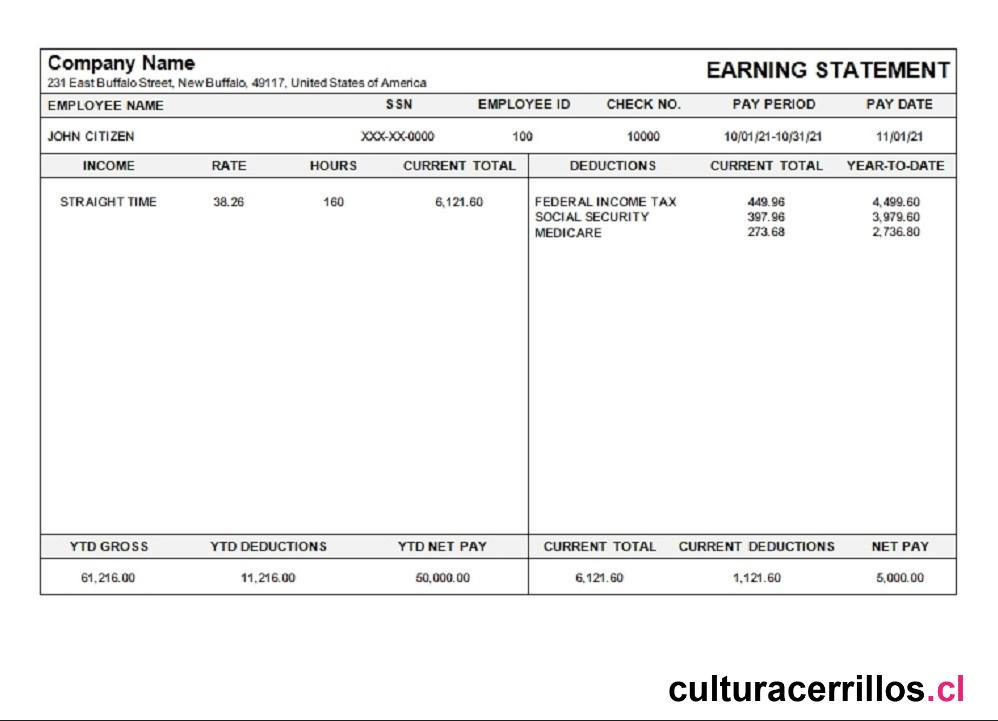 Company Name
231 East Buffalo Street, New Buffalo, 49117, United States of America
EARNING STATEMENT
EMPLOYEE NAME SSN EMPLOYEE ID CHECK NO. PAY PERIOD PAY DATE
JOHN CITIZEN XXX-XX-0000 100 10000 10/01/21-10/31/21 11/01/21
INCOME RATE HOURS CURRENT TOTAL DEDUCTIONS CURRENT TOTAL YEAR-TO-DATE
STRAIGHT TIME 38.26 160 6,121.60 FEDERAL INCOME TAX 449.96 4,499.60
SOCIAL SECURITY 397.96 3,979.60
MEDICARE 273.68 2,736.80
YTD GROSS YTD DEDUCTIONS YTD NET PAY CURRENT TOTAL CURRENT DEDUCTIONS NET PAY
61,216.00 11,216.00 50,000.00 6,121.60 1,121.60 5,000.00
culturacerrillos.cl